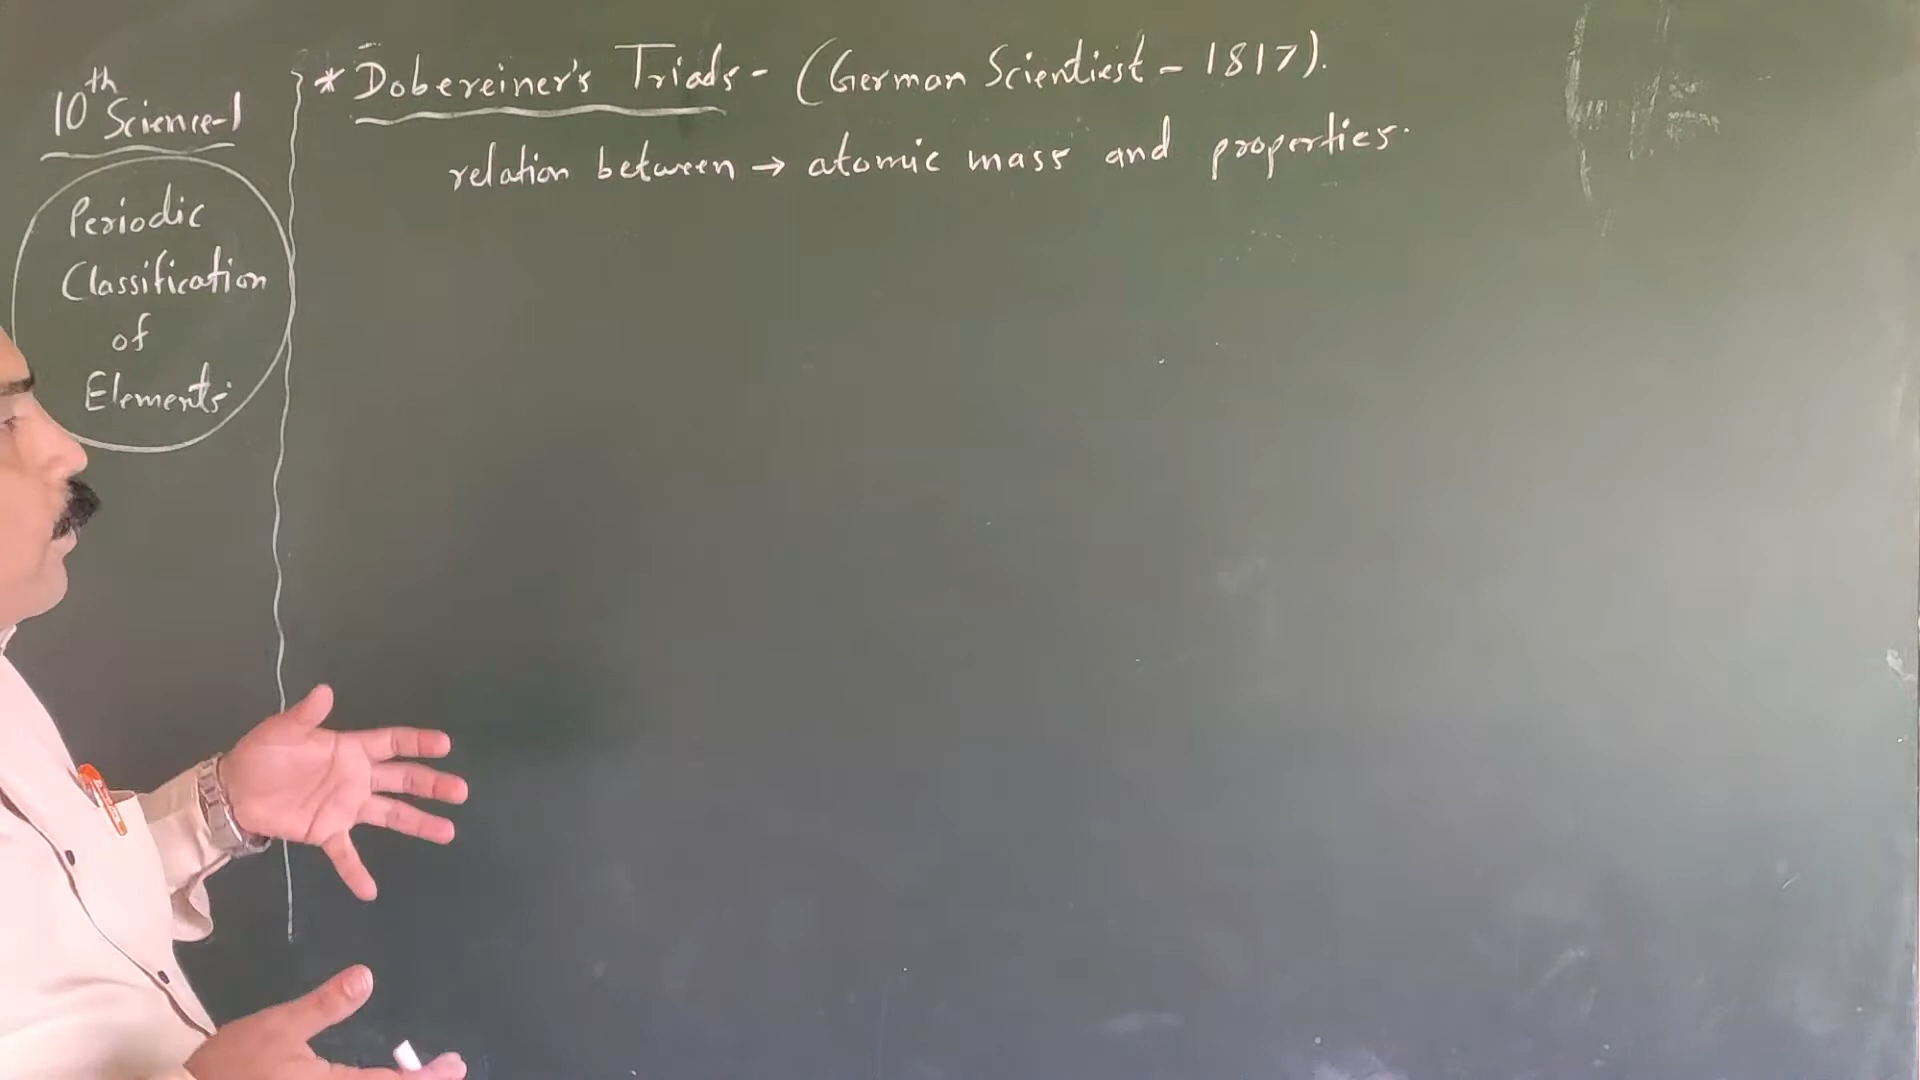 10th Science-1
Periodic
Classification
of
Elements
* Dobereiner's Triads - (German Scientiest - 1817).
relation between → atomic mass and properties.